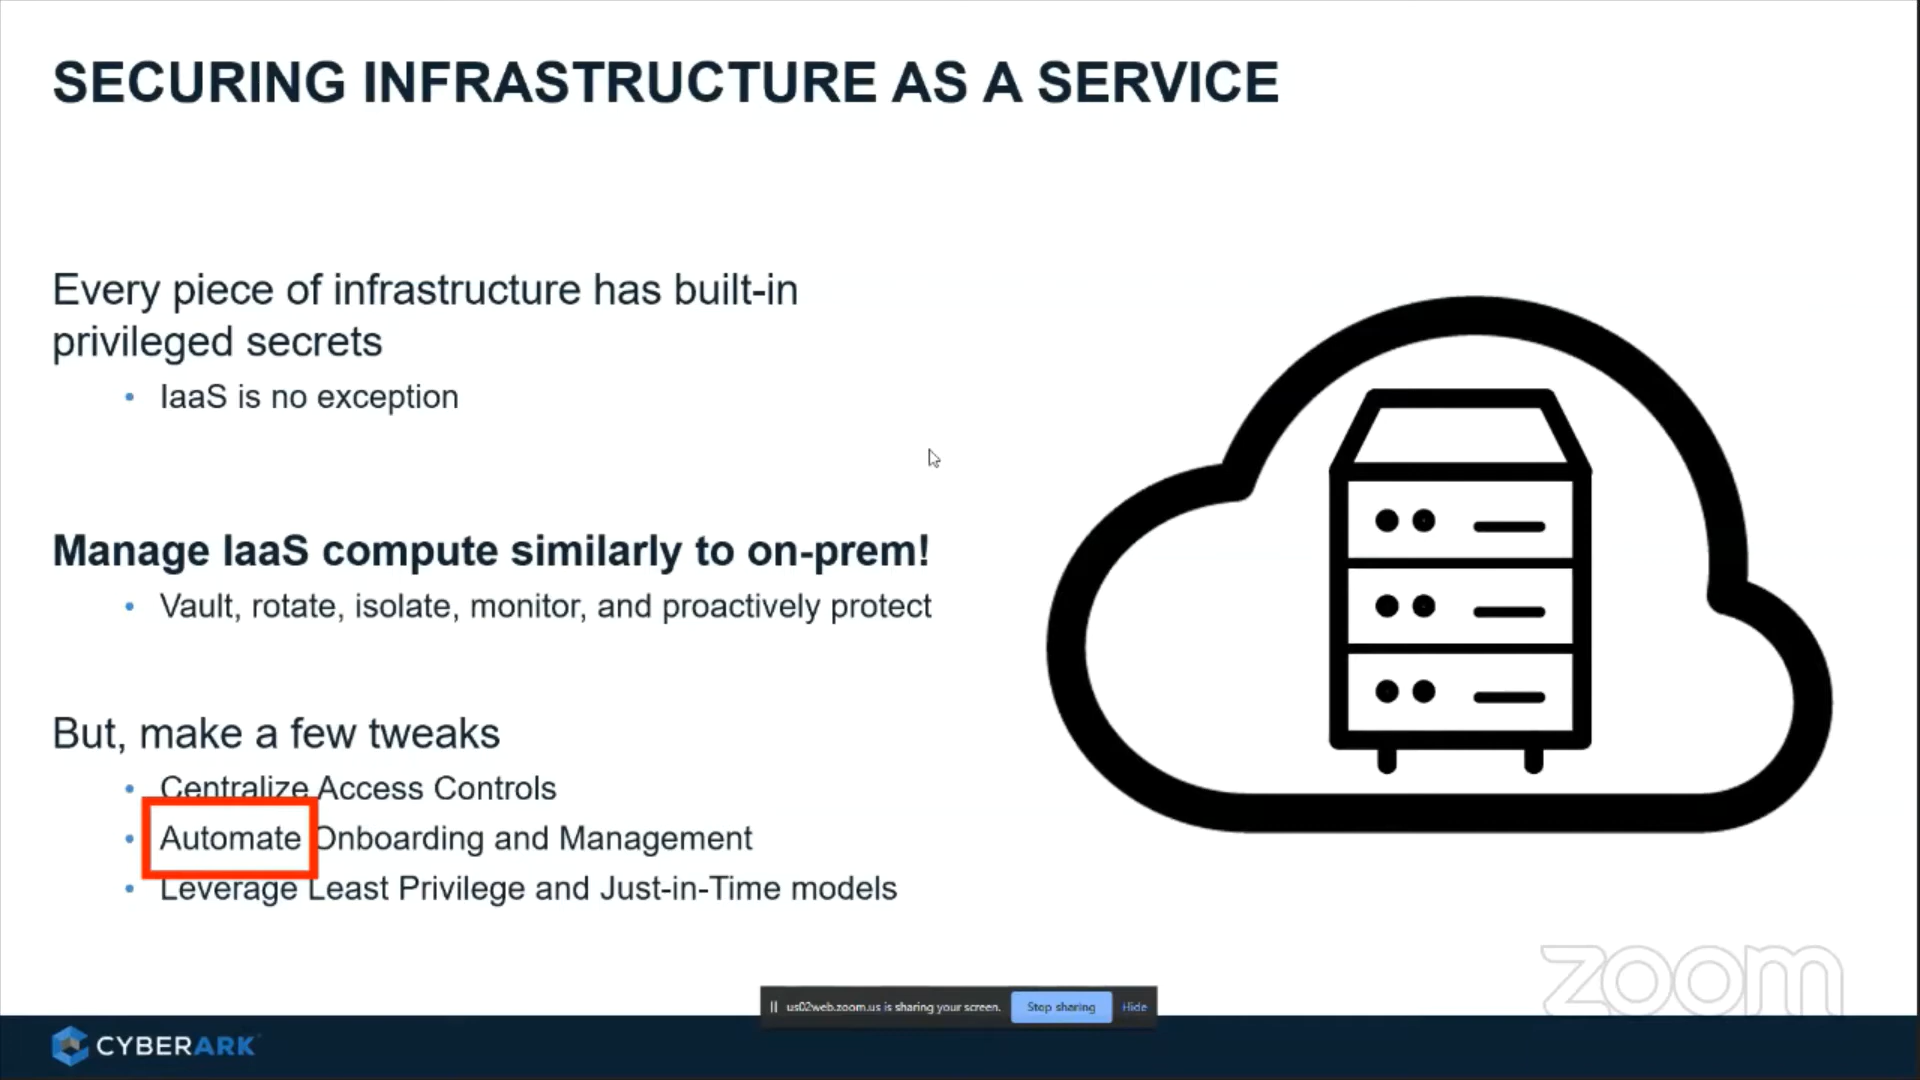 SECURING INFRASTRUCTURE AS A SERVICE
Every piece of infrastructure has built-in
privileged secrets
• IaaS is no exception
Manage IaaS compute similarly to on-prem!
• Vault, rotate, isolate, monitor, and proactively protect
But, make a few tweaks
• Centralize Access Controls
• Automate Onboarding and Management
• Leverage Least Privilege and Just-in-Time models
zoom
us02web.zoom.us is sharing your screen. Stop sharing Hide
CYBERARK